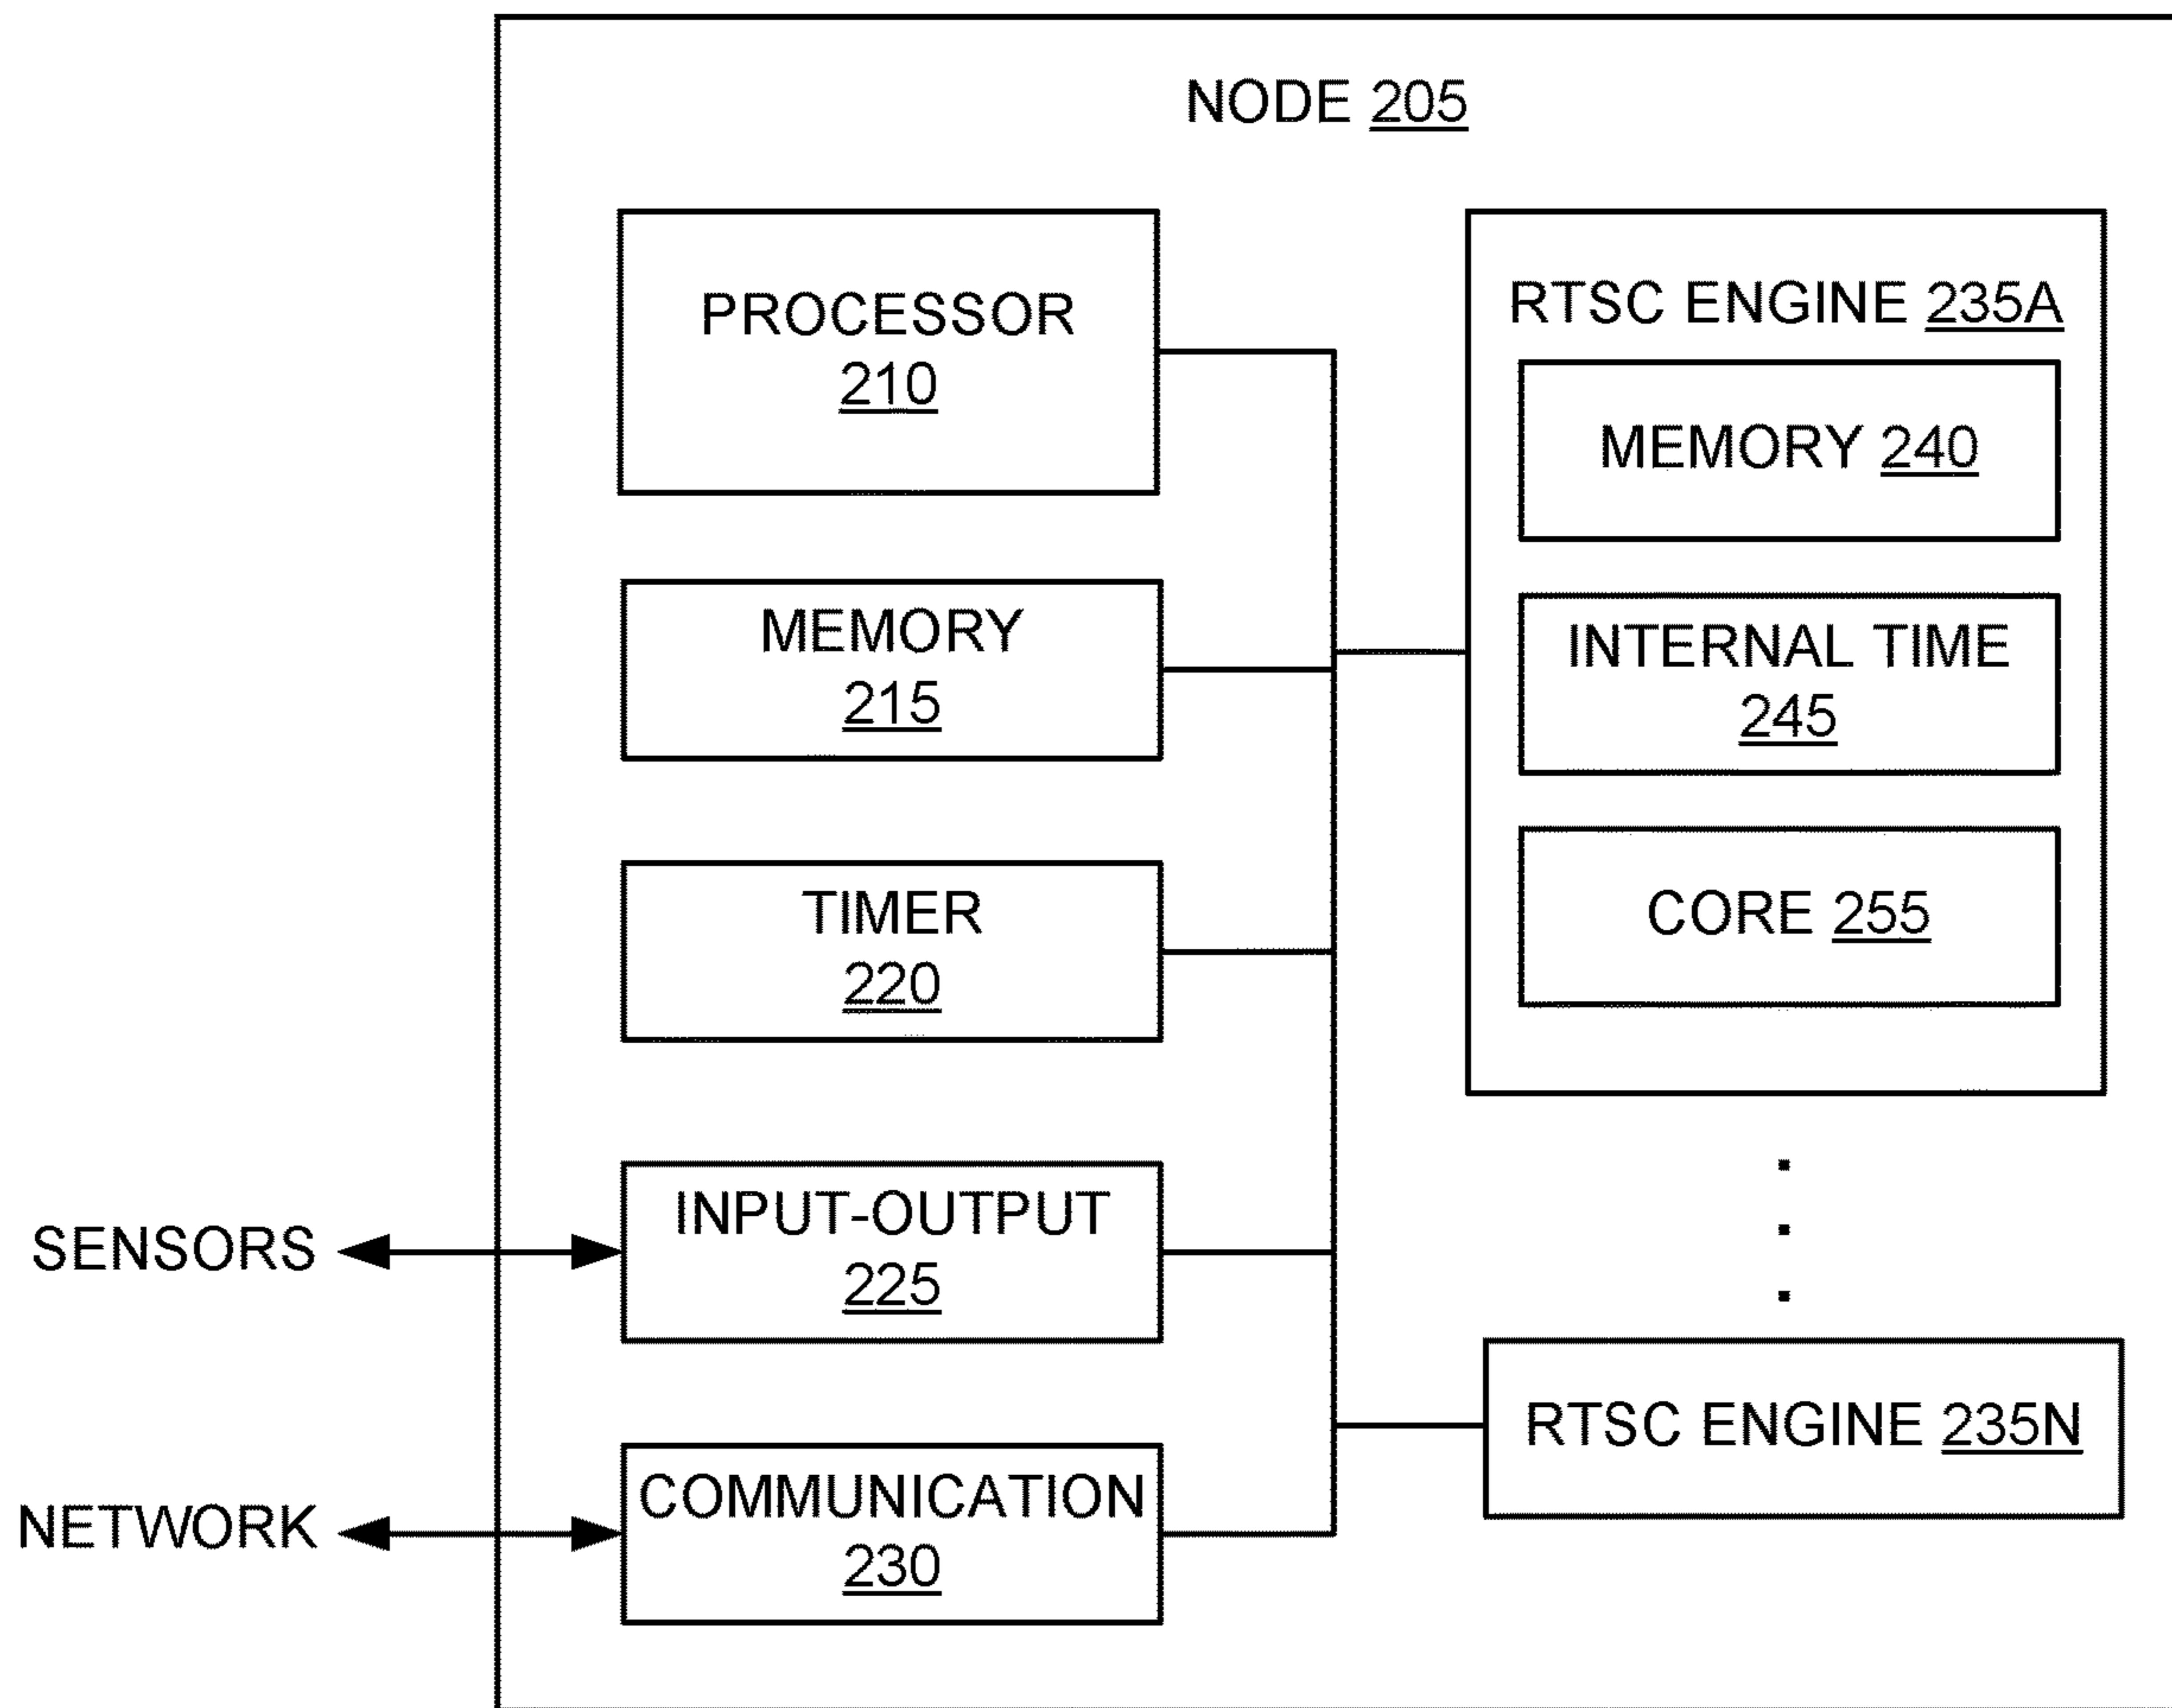 NODE 205
PROCESSOR
210
MEMORY
215
TIMER
220
SENSORS
INPUT-OUTPUT
225
NETWORK
COMMUNICATION
230
RTSC ENGINE 235A
MEMORY 240
INTERNAL TIME
245
CORE 255
RTSC ENGINE 235N